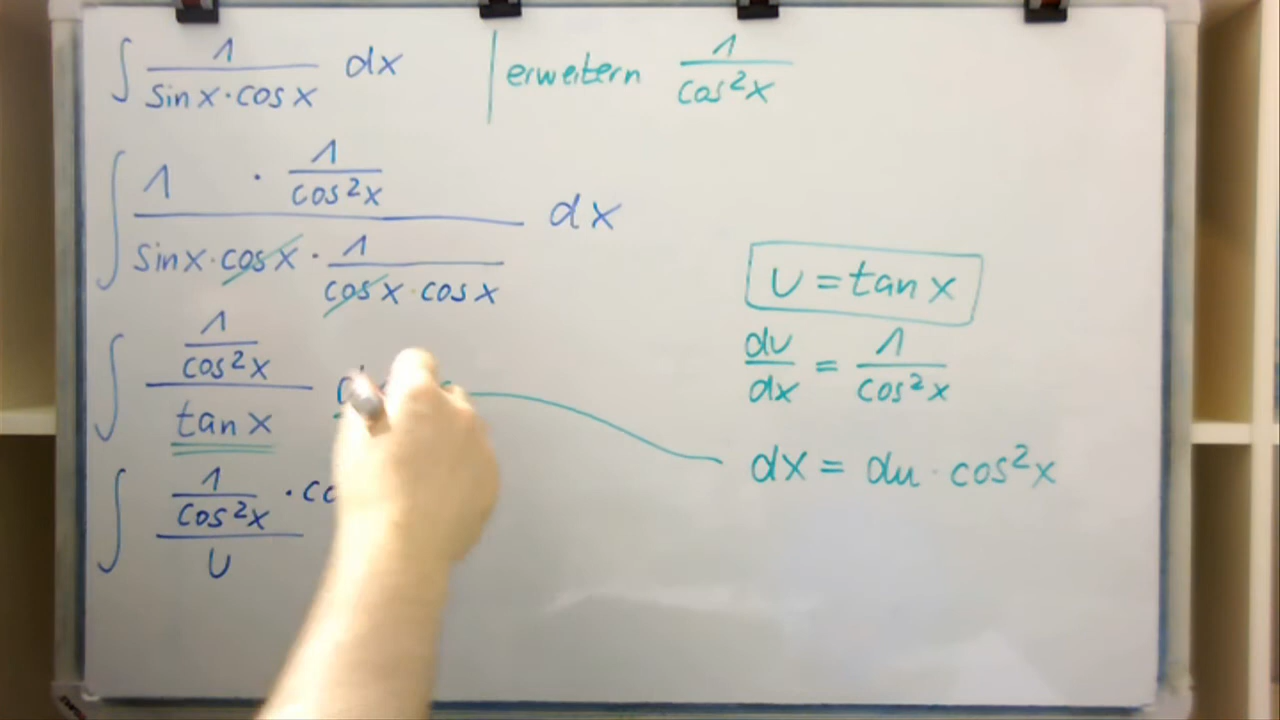 ∫ 1/(sin x · cos x) dx | erweitern 1/(cos²x)
∫ (1 · 1/(cos²x))/(sin x · cos x · 1/(cos x · cos x)) dx
∫ (1/(cos²x))/(tan x)
∫ (1/(cos²x) · c)/u
u = tan x
du/dx = 1/(cos²x)
dx = du · cos²x